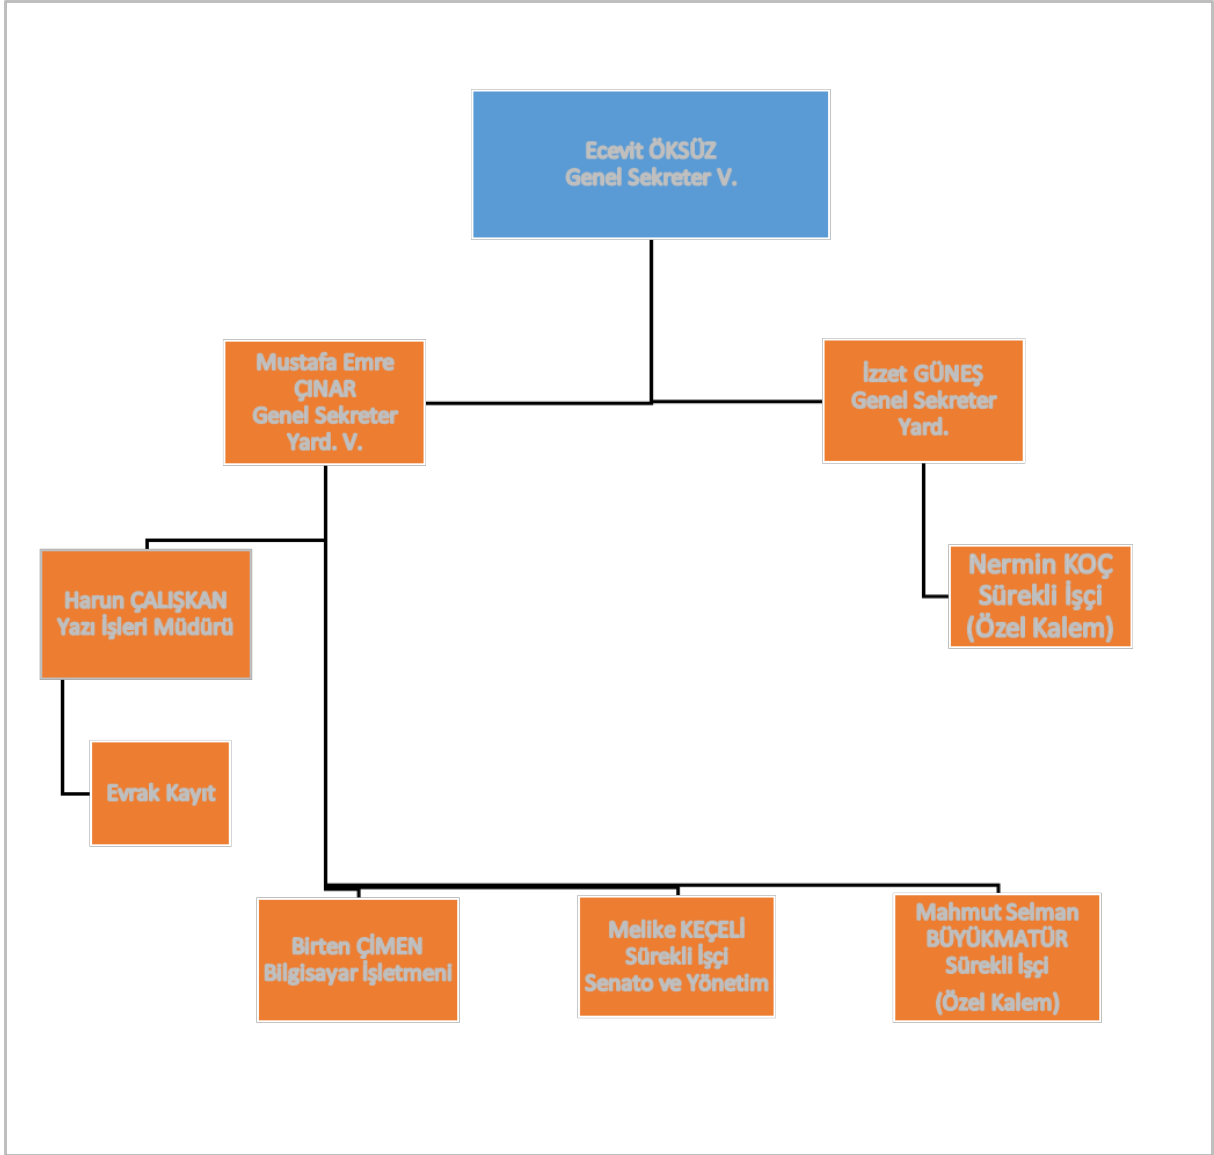 Ecevit ÖKSÜZ
Genel Sekreter V.
Mustafa Emre
ÇINAR
Genel Sekreter
Yard. V.
İzzet GÜNEŞ
Genel Sekreter
Yard.
Harun ÇALIŞKAN
Yazı İşleri Müdürü
Nermin KOÇ
Sürekli İşçi
(Özel Kalem)
Evrak Kayıt
Birten ÇİMEN
Bilgisayar İşletmeni
Melike KEÇELİ
Sürekli İşçi
Senato ve Yönetim
Mahmut Selman
BÜYÜKMATÜR
Sürekli İşçi
(Özel Kalem)